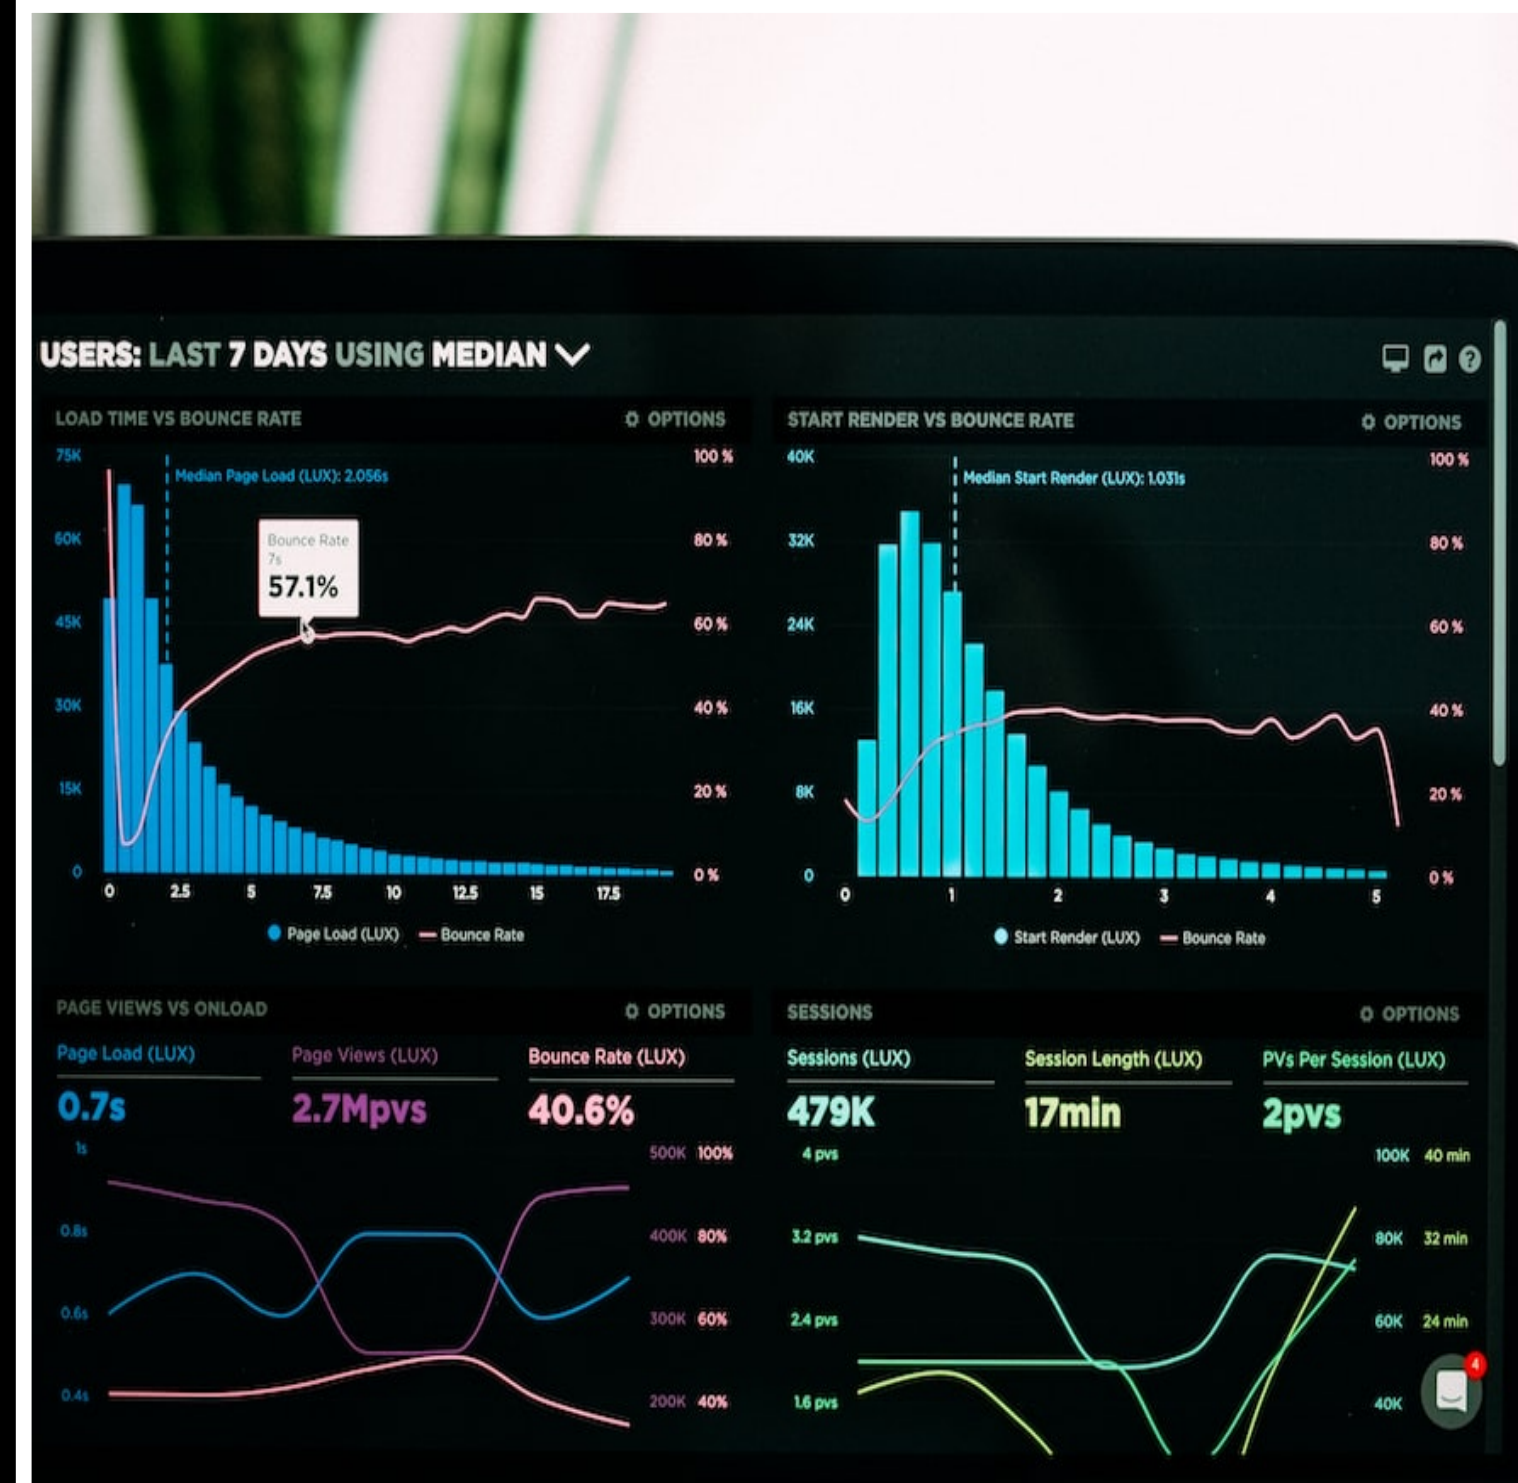 USERS: LAST 7 DAYS USING MEDIAN
LOAD TIME VS BOUNCE RATE
OPTIONS
75K
60K
45K
30K
15K
0
Median Page Load (LUX): 2.056s
Bounce Rate
7s
57.1%
100 %
80 %
60 %
40 %
20 %
0 %
0 2.5 5 7.5 10 12.5 15 17.5
Page Load (LUX) Bounce Rate
START RENDER VS BOUNCE RATE
OPTIONS
40K
32K
24K
16K
8K
0
Median Start Render (LUX): 1.031s
100 %
80 %
60 %
40 %
20 %
0 %
0 1 2 3 4 5
Start Render (LUX) Bounce Rate
PAGE VIEWS VS ONLOAD
OPTIONS
Page Load (LUX)
0.7s
Page Views (LUX)
2.7Mpvs
Bounce Rate (LUX)
40.6%
1s
0.8s
0.6s
0.4s
500K 100%
400K 80%
300K 60%
200K 40%
SESSIONS
OPTIONS
Sessions (LUX)
479K
Session Length (LUX)
17min
PVs Per Session (LUX)
2pvs
4 pvs
3.2 pvs
2.4 pvs
1.6 pvs
100K 40 min
80K 32 min
60K 24 min
40K
4